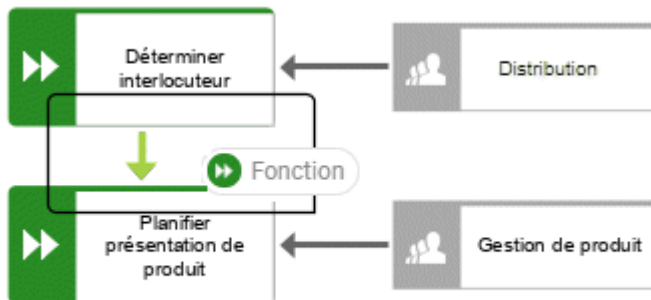 Déterminer
interlocuteur
Distribution
Fonction
Planifier
présentation de
produit
Gestion de produit